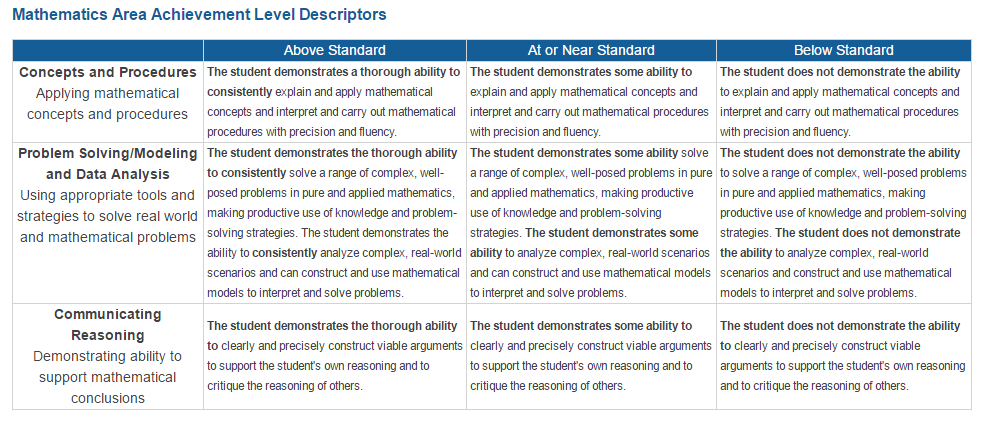 Mathematics Area Achievement Level Descriptors
Above Standard
At or Near Standard
Below Standard
Concepts and Procedures
Applying mathematical
concepts and procedures
The student demonstrates a thorough ability to
consistently explain and apply mathematical
concepts and interpret and carry out mathematical
procedures with precision and fluency.
The student demonstrates some ability to
explain and apply mathematical concepts and
interpret and carry out mathematical procedures
with precision and fluency.
The student does not demonstrate the ability
to explain and apply mathematical concepts and
interpret and carry out mathematical procedures
with precision and fluency.
Problem Solving/Modeling
and Data Analysis
Using appropriate tools and
strategies to solve real world
and mathematical problems
The student demonstrates the thorough ability
to consistently solve a range of complex, well-
posed problems in pure and applied mathematics,
making productive use of knowledge and problem-
solving strategies. The student demonstrates the
ability to consistently analyze complex, real-world
scenarios and can construct and use mathematical
models to interpret and solve problems.
The student demonstrates some ability solve
a range of complex, well-posed problems in pure
and applied mathematics, making productive
use of knowledge and problem-solving
strategies. The student demonstrates some
ability to analyze complex, real-world scenarios
and can construct and use mathematical models
to interpret and solve problems.
The student does not demonstrate the ability
to solve a range of complex, well-posed problems
in pure and applied mathematics, making
productive use of knowledge and problem-solving
strategies. The student does not demonstrate
the ability to analyze complex, real-world
scenarios and can construct and use mathematical
models to interpret and solve problems.
Communicating
Reasoning
Demonstrating ability to
support mathematical
conclusions
The student demonstrates the thorough ability
to clearly and precisely construct viable arguments
to support the student's own reasoning and to
critique the reasoning of others.
The student demonstrates some ability to
clearly and precisely construct viable arguments
to support the student's own reasoning and to
critique the reasoning of others.
The student does not demonstrate the ability
to clearly and precisely construct viable
arguments to support the student's own reasoning
and to critique the reasoning of others.